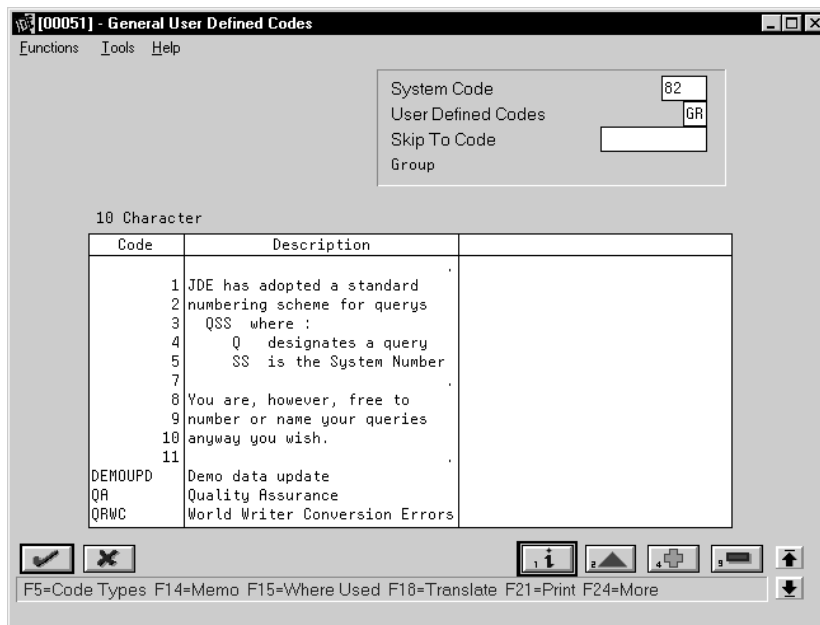 [00051] - General User Defined Codes
Functions Tools Help
System Code 82
User Defined Codes GR
Skip To Code
Group
10 Character
Code Description
.
1 JDE has adopted a standard
2 numbering scheme for querys
3 QSS where :
4 Q designates a query
5 SS is the System Number
7 .
8 You are, however, free to
9 number or name your queries
10 anyway you wish.
11 .
DEMOUPD Demo data update
QA Quality Assurance
QRWC World Writer Conversion Errors
1 i 2 4 9
F5=Code Types F14=Memo F15=Where Used F18=Translate F21=Print F24=More